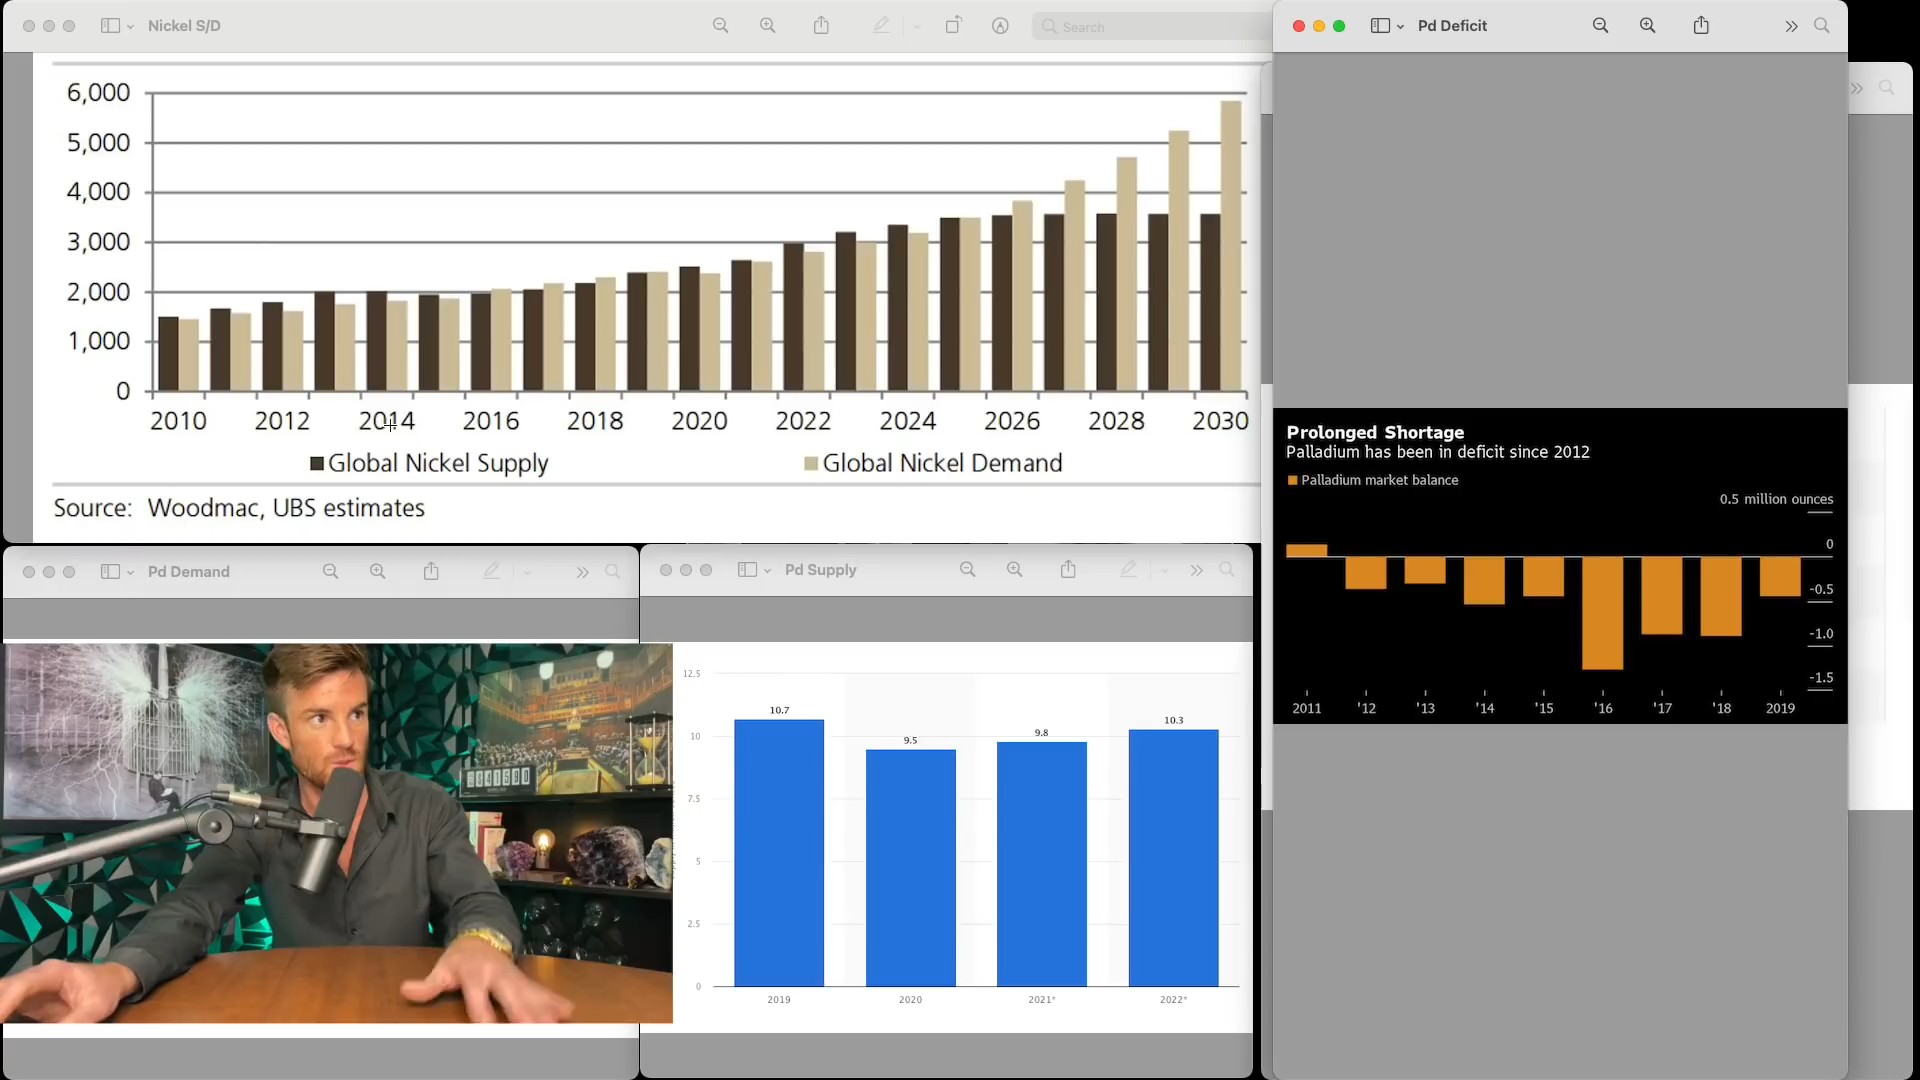 Nickel S/D
Search
6,000
5,000
4,000
3,000
2,000
1,000
0
2010 2012 2014 2016 2018 2020 2022 2024 2026 2028 2030
Global Nickel Supply Global Nickel Demand
Source: Woodmac, UBS estimates
Pd Deficit
Prolonged Shortage
Palladium has been in deficit since 2012
Palladium market balance
0.5 million ounces
0
-0.5
-1.0
-1.5
2011 '12 '13 '14 '15 '16 '17 '18 2019
Pd Demand
Pd Supply
12.5
10
7.5
5
2.5
0
10.7
9.5
9.8
10.3
2019 2020 2021* 2022*